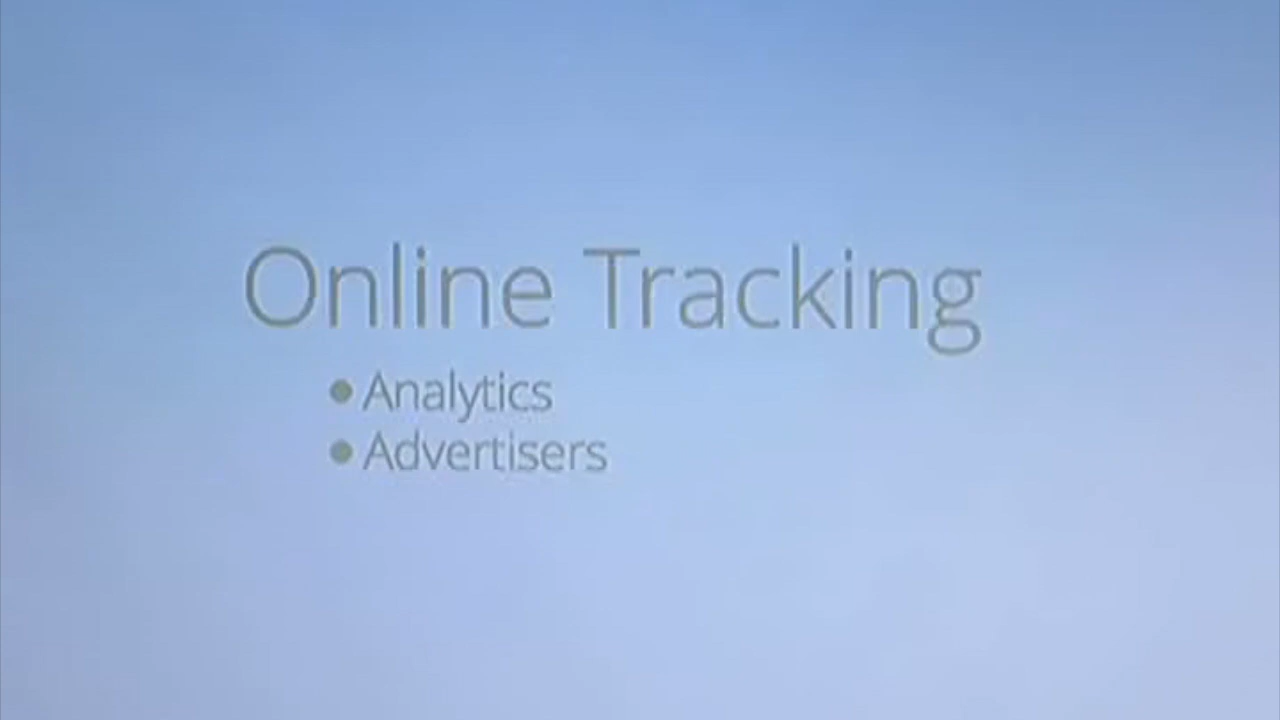 Online Tracking
• Analytics
• Advertisers